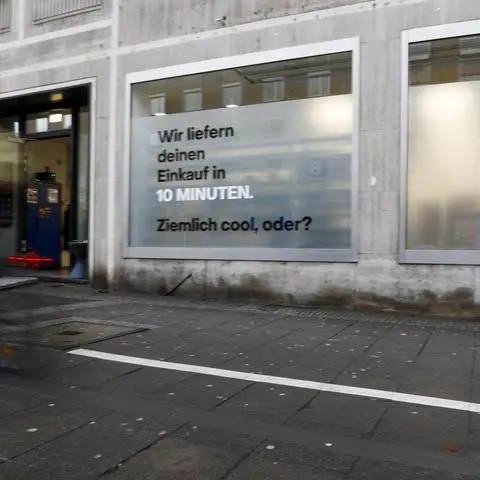 Wir liefern
deinen
Einkauf in
10 MINUTEN.
Ziemlich cool, oder?